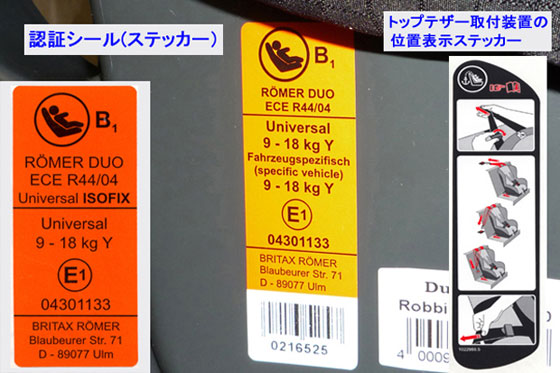 認証シール(ステッカー)
トップテザー取付装置の
位置表示ステッカー
B1
RÖMER DUO
ECE R44/04
Universal ISOFIX
Universal
9 - 18 kg Y
E1
04301133
BRITAX RÖMER
Blaubeurer Str. 71
D - 89077 Ulm
B1
RÖMER DUO
ECE R44/04
Universal
9 - 18 kg Y
Fahrzeugspezifisch
(specific vehicle)
9 - 18 kg Y
E1
04301133
BRITAX RÖMER
Blaubeurer Str. 71
D - 89077 Ulm
0216525
Du
Robbi
4 0009